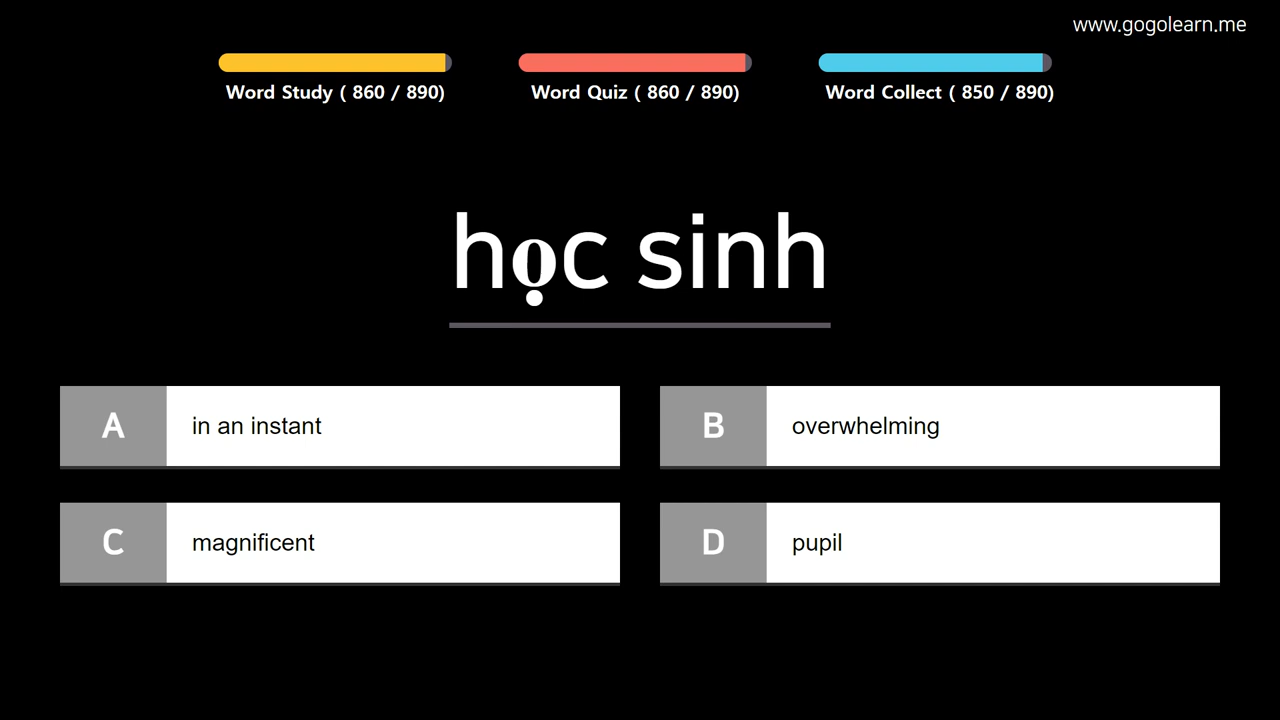 www.gogolearn.me
Word Study ( 860 / 890)
Word Quiz ( 860 / 890)
Word Collect ( 850 / 890)
học sinh
A in an instant
B overwhelming
C magnificent
D pupil